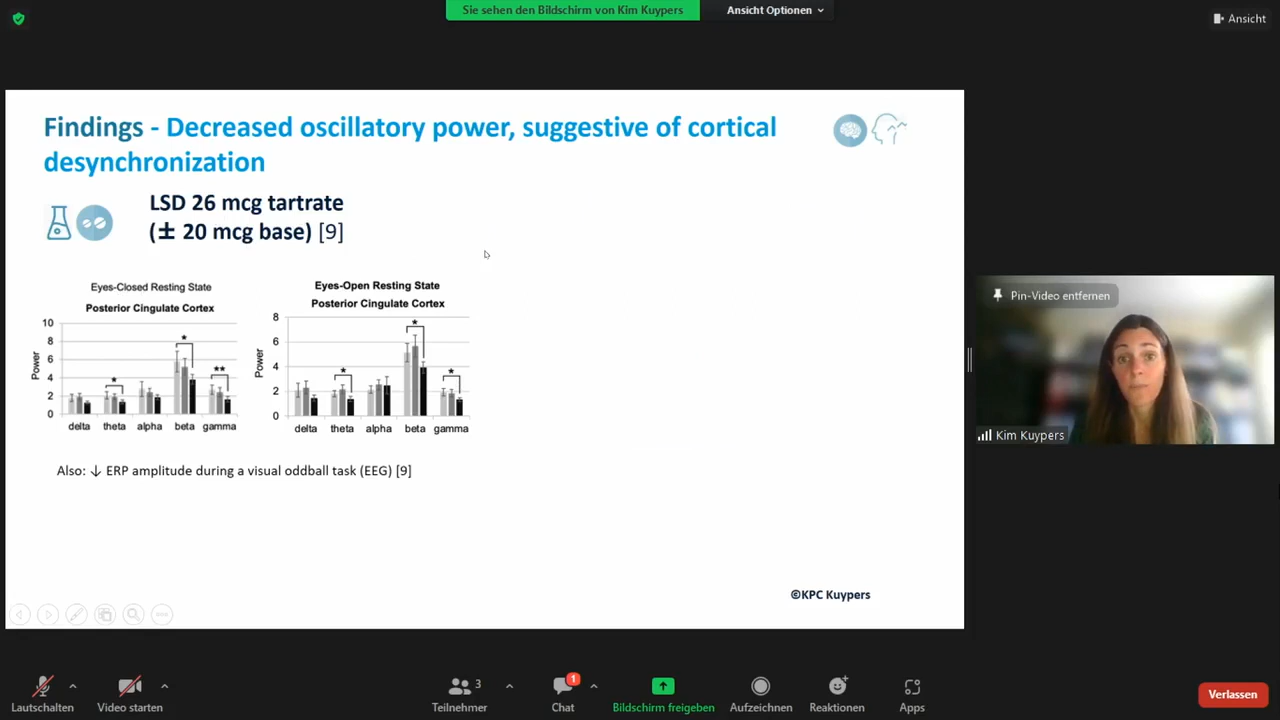 Sie sehen den Bildschirm von Kim Kuypers
Ansicht Optionen
Ansicht
Findings - Decreased oscillatory power, suggestive of cortical
desynchronization
LSD 26 mcg tartrate
(± 20 mcg base) [9]
Eyes-Closed Resting State
Posterior Cingulate Cortex
10
8
6
4
2
0
Power
* * **
delta theta alpha beta gamma
Eyes-Open Resting State
Posterior Cingulate Cortex
8
6
4
2
0
Power
* * *
delta theta alpha beta gamma
Also: ↓ ERP amplitude during a visual oddball task (EEG) [9]
©KPC Kuypers
Pin-Video entfernen
Kim Kuypers
Lautschalten
Video starten
Teilnehmer
3
Chat
1
Bildschirm freigeben
Aufzeichnen
Reaktionen
Apps
Verlassen